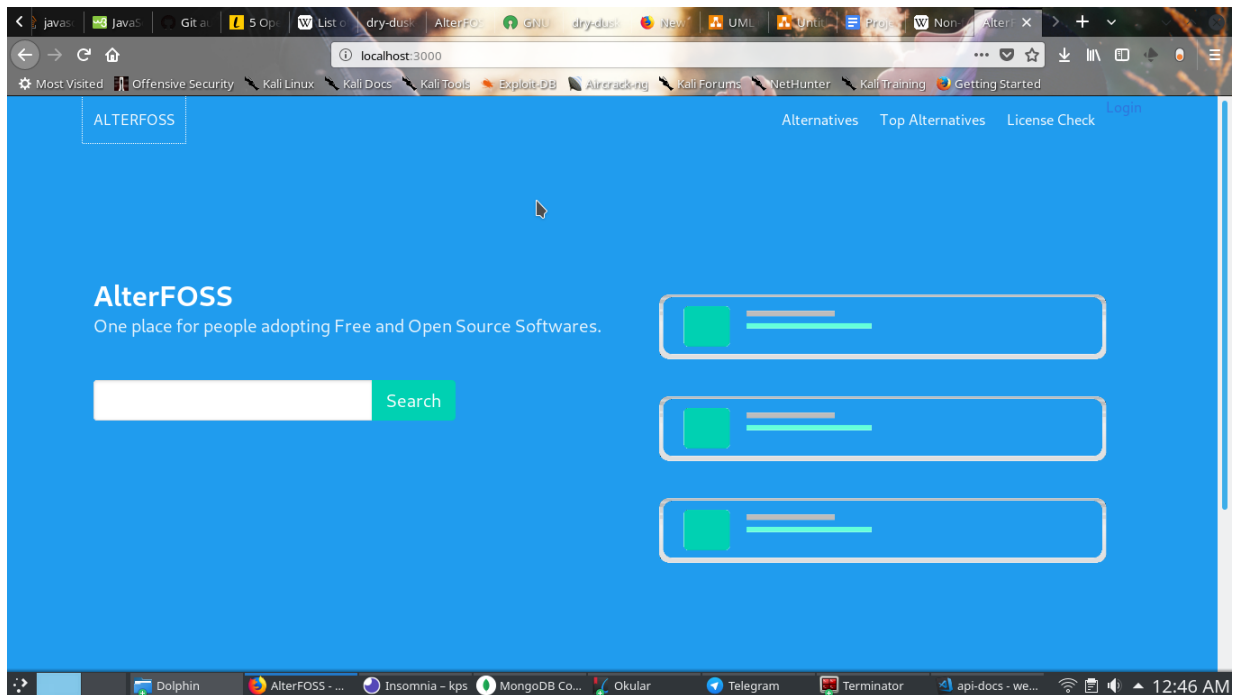 javas JavaS Git au 5 Ope List o dry-dusk AlterFO GNU dry-dusk New UML Untit Proj Non- AlterF
localhost:3000
Most Visited Offensive Security Kali Linux Kali Docs Kali Tools Exploit-DB Aircrack-ng Kali Forums NetHunter Kali Training Getting Started
ALTERFOSS Alternatives Top Alternatives License Check Login
AlterFOSS
One place for people adopting Free and Open Source Softwares.
Search
Dolphin AlterFOSS - ... Insomnia – kps MongoDB Co... Okular Telegram Terminator api-docs - we... 12:46 AM